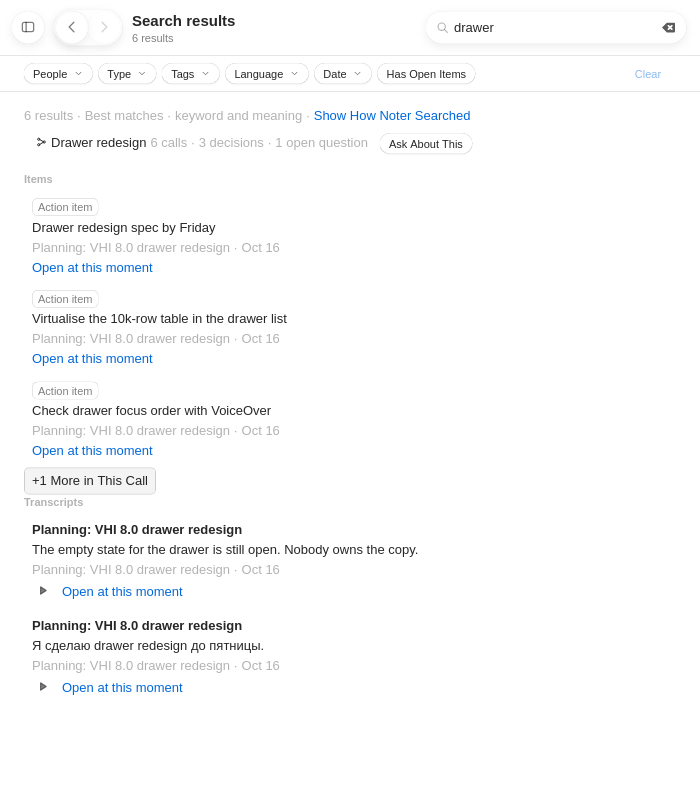 Search results
6 results
drawer
People
Type
Tags
Language
Date
Has Open Items
Clear
6 results · Best matches · keyword and meaning · Show How Noter Searched
Drawer redesign 6 calls · 3 decisions · 1 open question
Ask About This
Items
Action item
Drawer redesign spec by Friday
Planning: VHI 8.0 drawer redesign · Oct 16
Open at this moment
Action item
Virtualise the 10k-row table in the drawer list
Planning: VHI 8.0 drawer redesign · Oct 16
Open at this moment
Action item
Check drawer focus order with VoiceOver
Planning: VHI 8.0 drawer redesign · Oct 16
Open at this moment
+1 More in This Call
Transcripts
Planning: VHI 8.0 drawer redesign
The empty state for the drawer is still open. Nobody owns the copy.
Planning: VHI 8.0 drawer redesign · Oct 16
Open at this moment
Planning: VHI 8.0 drawer redesign
Я сделаю drawer redesign до пятницы.
Planning: VHI 8.0 drawer redesign · Oct 16
Open at this moment